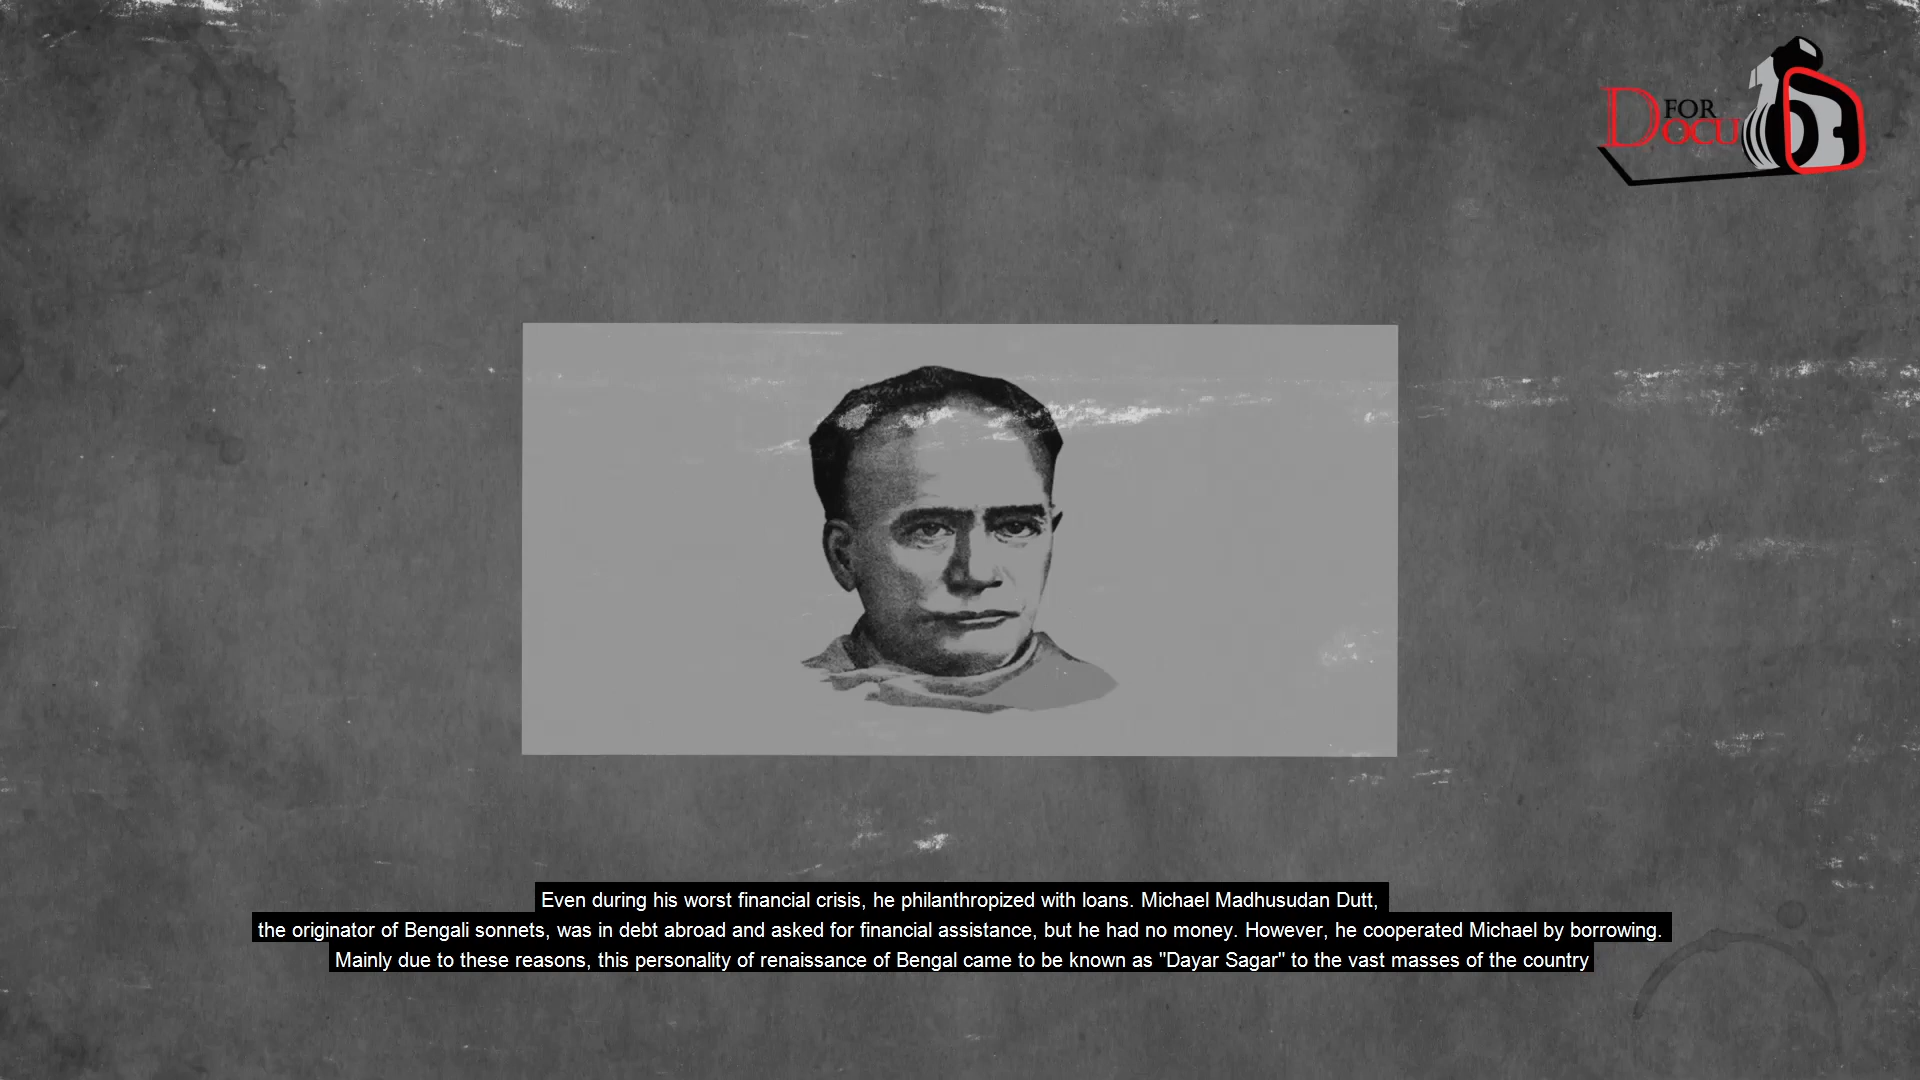 D FOR
DOCU
Even during his worst financial crisis, he philanthropized with loans. Michael Madhusudan Dutt,
the originator of Bengali sonnets, was in debt abroad and asked for financial assistance, but he had no money. However, he cooperated Michael by borrowing.
Mainly due to these reasons, this personality of renaissance of Bengal came to be known as "Dayar Sagar" to the vast masses of the country